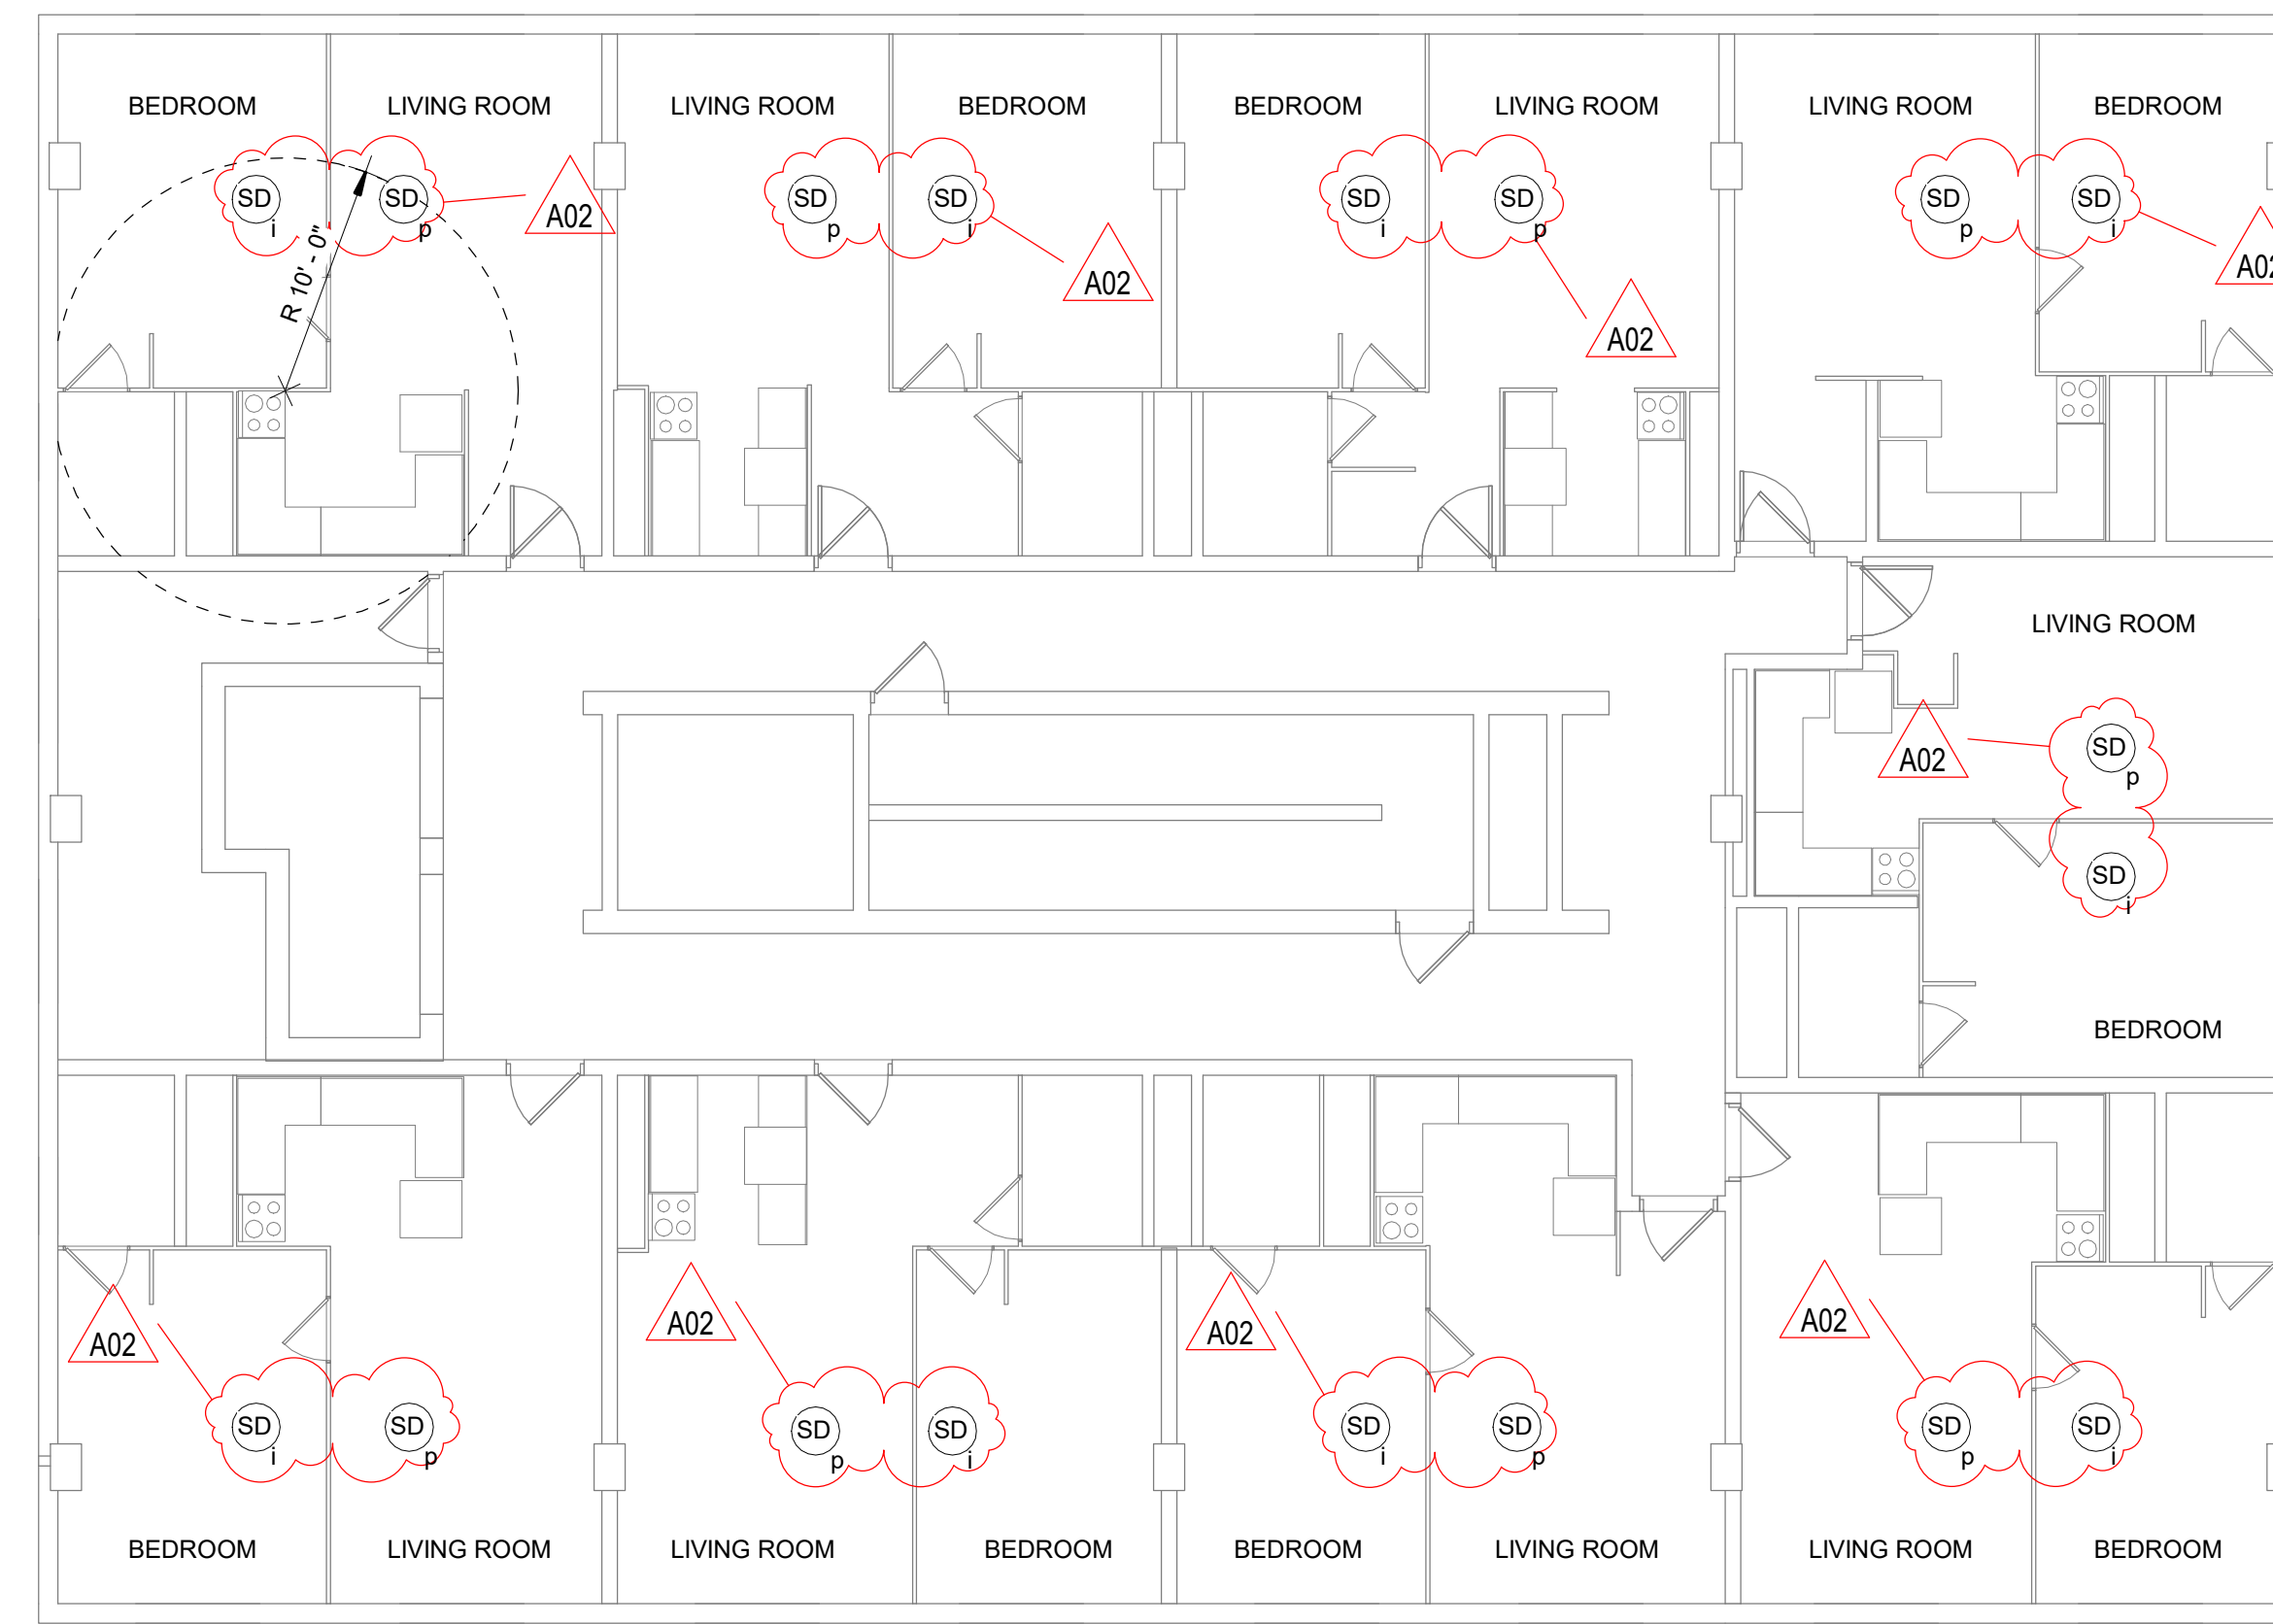 BEDROOM LIVING ROOM LIVING ROOM BEDROOM BEDROOM LIVING ROOM LIVING ROOM BEDROOM
SD i SD p A02 SD p SD i SD i SD p SD p SD i
R 10' - 0"
A02 A02 A02
LIVING ROOM
A02 SD p
SD i
BEDROOM
A02 A02 A02 A02
SD i SD p SD p SD i SD i SD p SD p SD i
BEDROOM LIVING ROOM LIVING ROOM BEDROOM BEDROOM LIVING ROOM LIVING ROOM BEDROOM